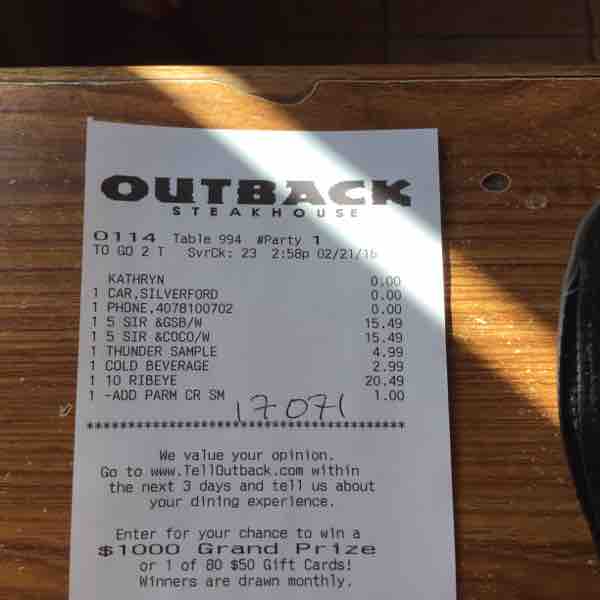 OUTBACK
STEAKHOUSE
0114 Table 994 #Party 1
TO GO 2 T SvrCk: 23 2:58p 02/21/16
KATHRYN 0.00
1 CAR,SILVERFORD 0.00
1 PHONE,4078100702 0.00
1 5 SIR &GSB/W 15.49
1 5 SIR &COCO/W 15.49
1 THUNDER SAMPLE 4.99
1 COLD BEVERAGE 2.99
1 10 RIBEYE 20.49
1 -ADD PARM CR SM 1.00
17071
****************************************
We value your opinion.
Go to www.TellOutback.com within
the next 3 days and tell us about
your dining experience.
Enter for your chance to win a
$1000 Grand Prize
or 1 of 80 $50 Gift Cards!
Winners are drawn monthly.